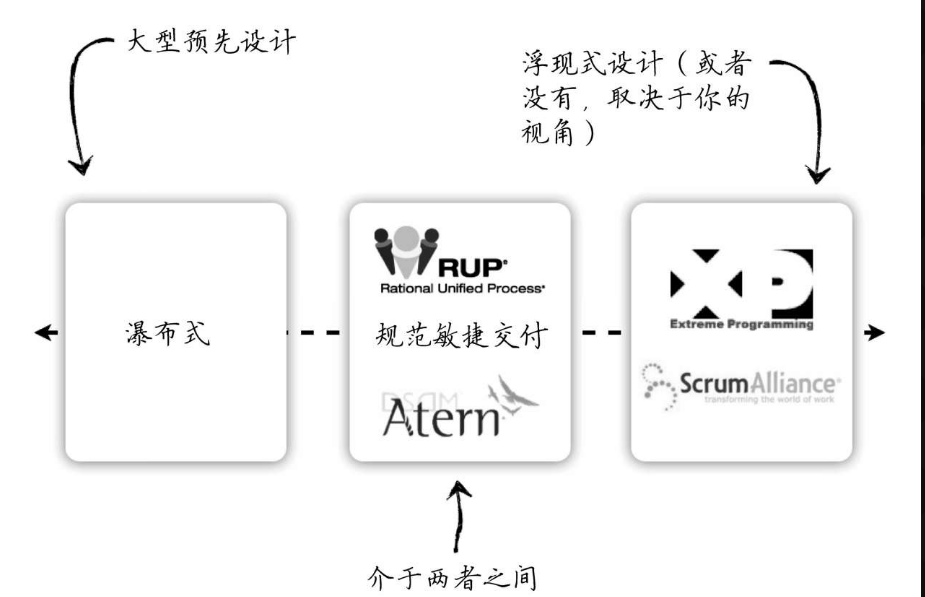 大型预先设计
浮现式设计（或者
没有，取决于你的
视角）
瀑布式
RUP
Rational Unified Process
规范敏捷交付
DSDM
Atern
XP
Extreme Programming
ScrumAlliance
transforming the world of work
介于两者之间